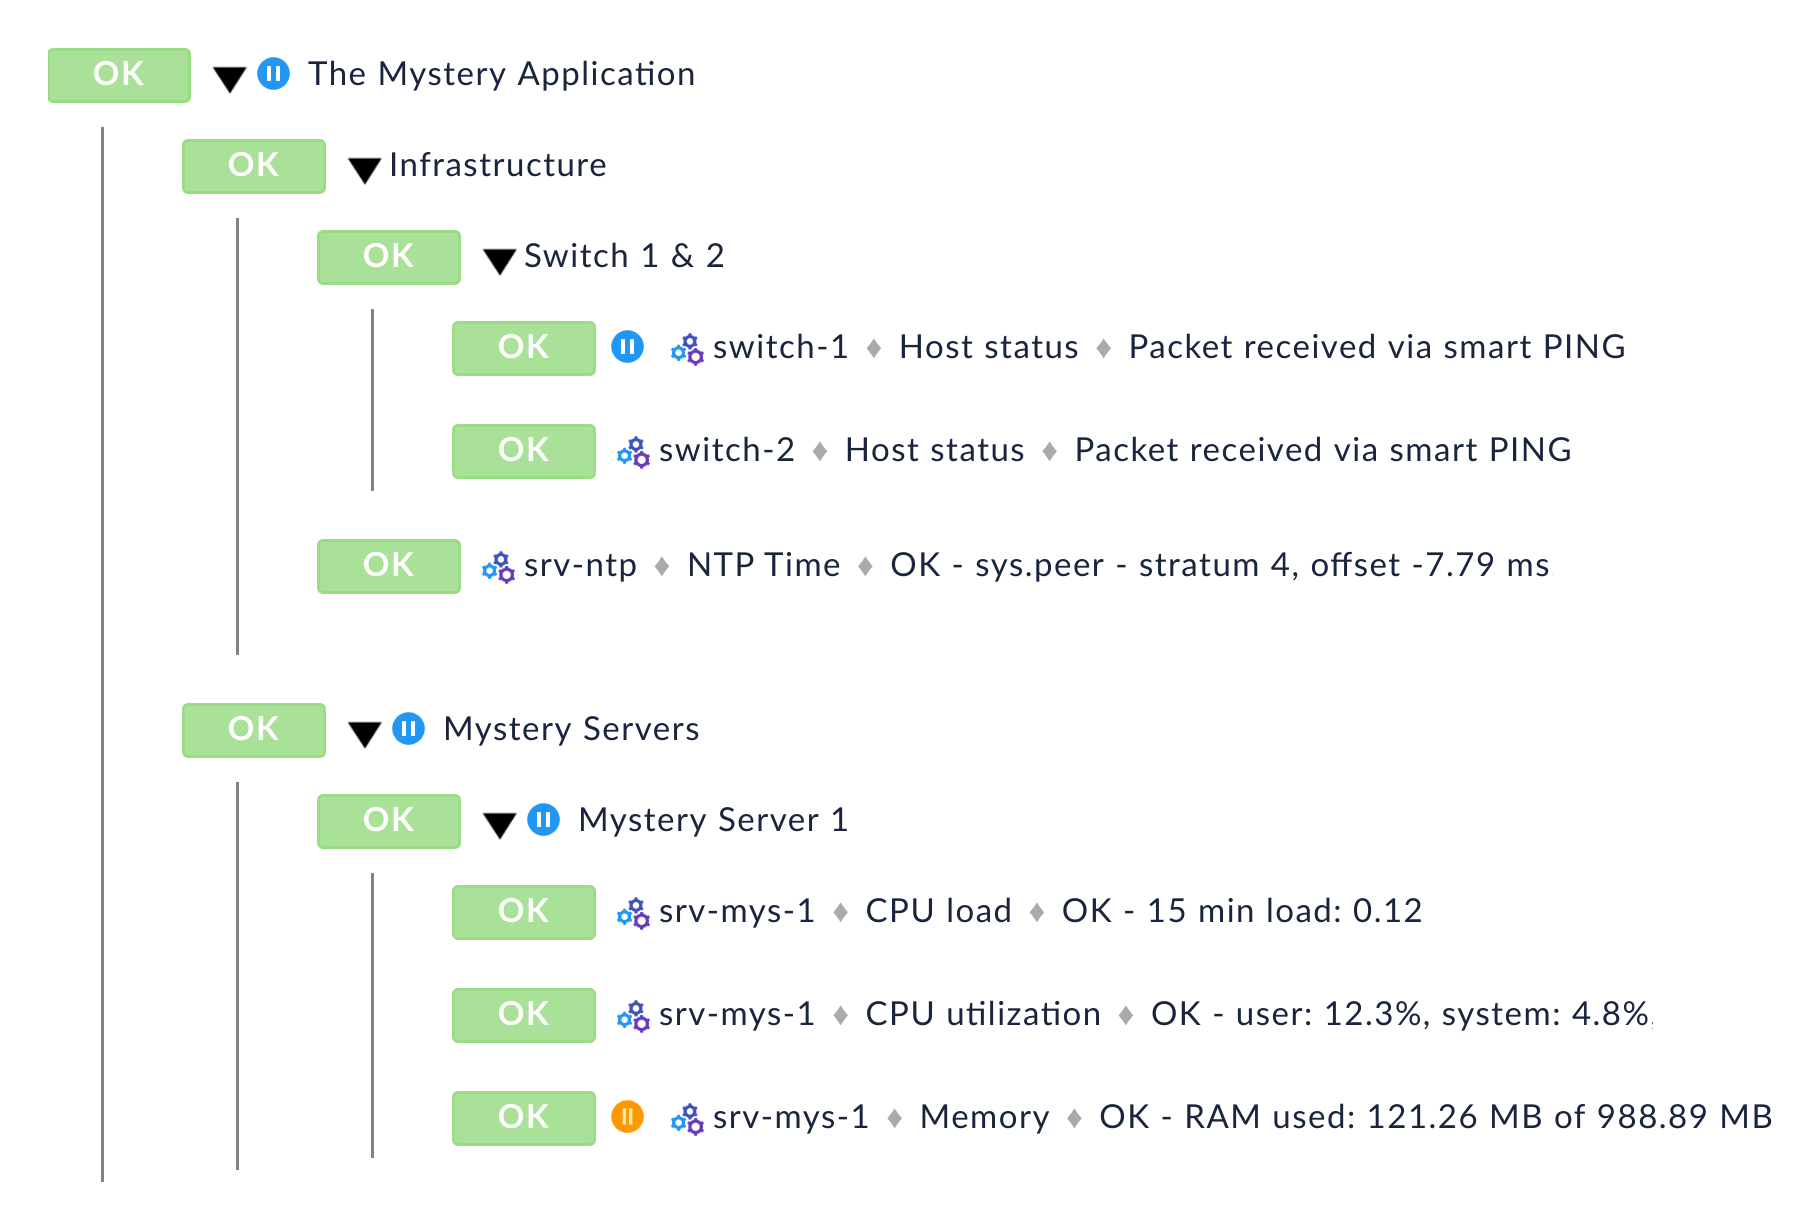 OK The Mystery Application
OK Infrastructure
OK Switch 1 & 2
OK switch-1 ♦ Host status ♦ Packet received via smart PING
OK switch-2 ♦ Host status ♦ Packet received via smart PING
OK srv-ntp ♦ NTP Time ♦ OK - sys.peer - stratum 4, offset -7.79 ms
OK Mystery Servers
OK Mystery Server 1
OK srv-mys-1 ♦ CPU load ♦ OK - 15 min load: 0.12
OK srv-mys-1 ♦ CPU utilization ♦ OK - user: 12.3%, system: 4.8%,
OK srv-mys-1 ♦ Memory ♦ OK - RAM used: 121.26 MB of 988.89 MB